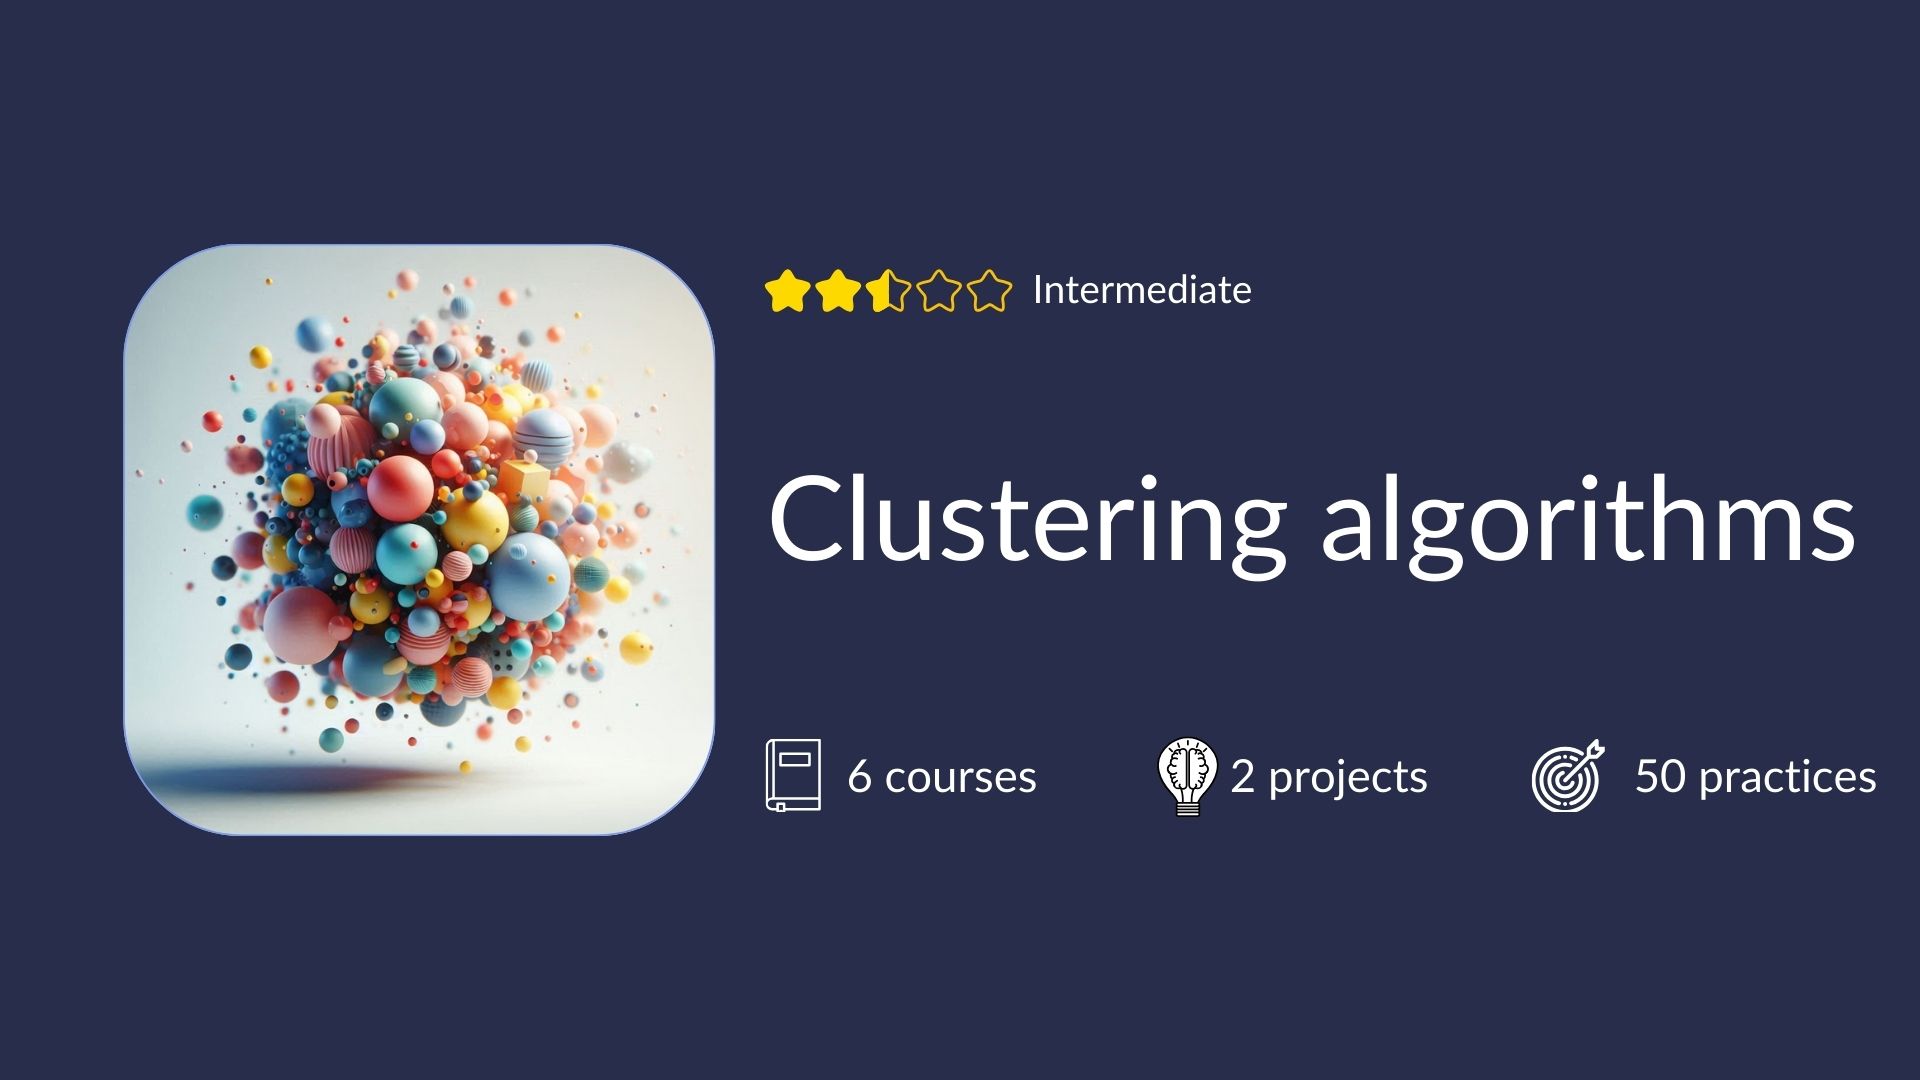 Intermediate
Clustering algorithms
6 courses
2 projects
50 practices